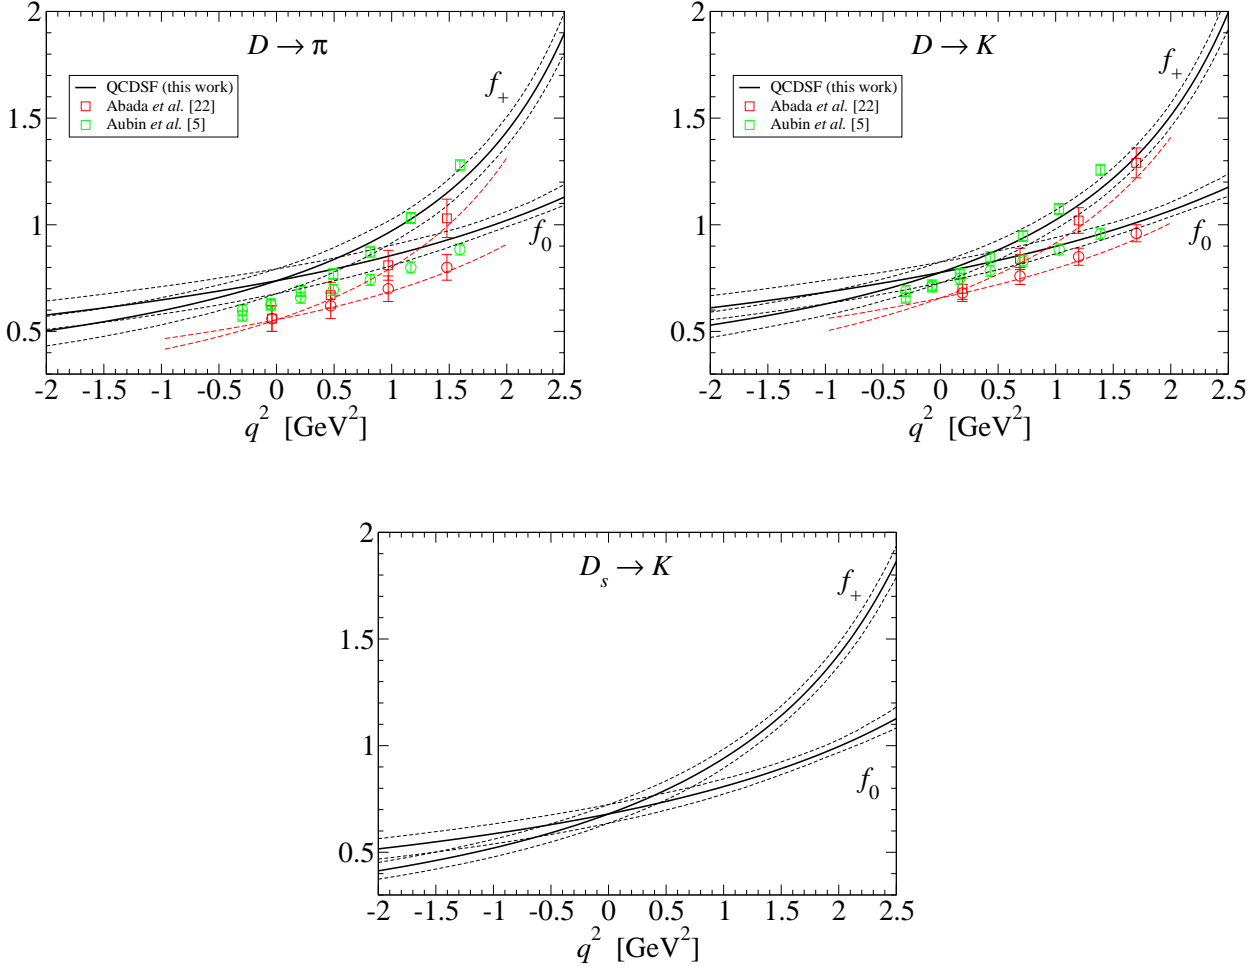 D → π
f+
QCDSF (this work)
Abada et al. [22]
Aubin et al. [5]
f0
2
1.5
1
0.5
-2 -1.5 -1 -0.5 0 0.5 1 1.5 2 2.5
q² [GeV²]
D → K
f+
QCDSF (this work)
Abada et al. [22]
Aubin et al. [5]
f0
2
1.5
1
0.5
-2 -1.5 -1 -0.5 0 0.5 1 1.5 2 2.5
q² [GeV²]
Ds → K
f+
f0
2
1.5
1
0.5
-2 -1.5 -1 -0.5 0 0.5 1 1.5 2 2.5
q² [GeV²]